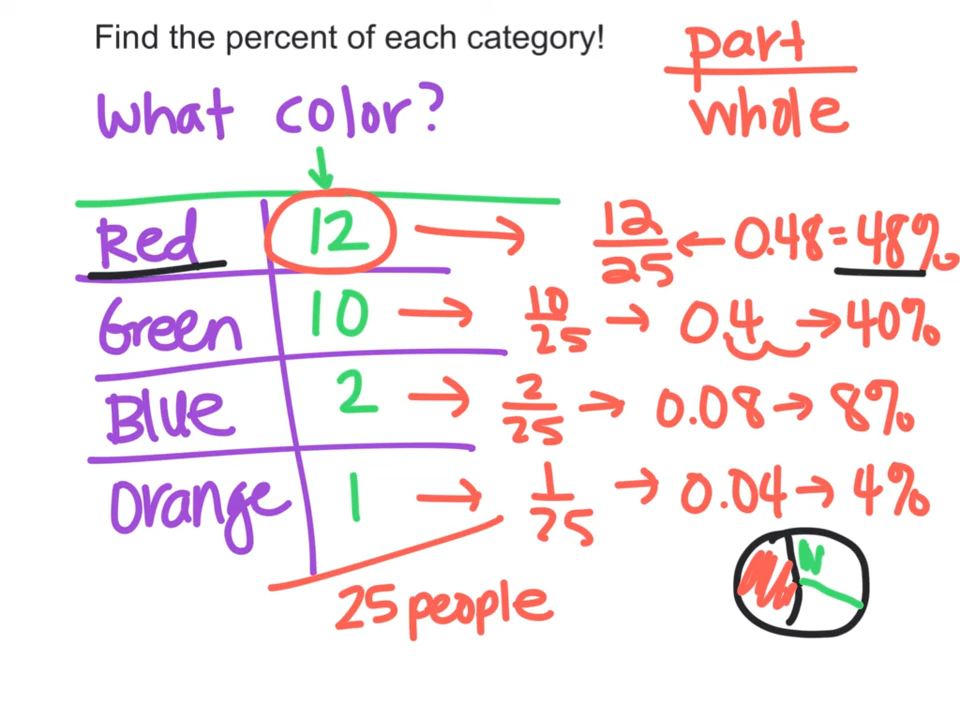 Find the percent of each category!
part
whole
What color?
Red 12 → 12/25 ← 0.48 = 48%
Green 10 → 10/25 → 0.4 → 40%
Blue 2 → 2/25 → 0.08 → 8%
Orange 1 → 1/25 → 0.04 → 4%
25 people